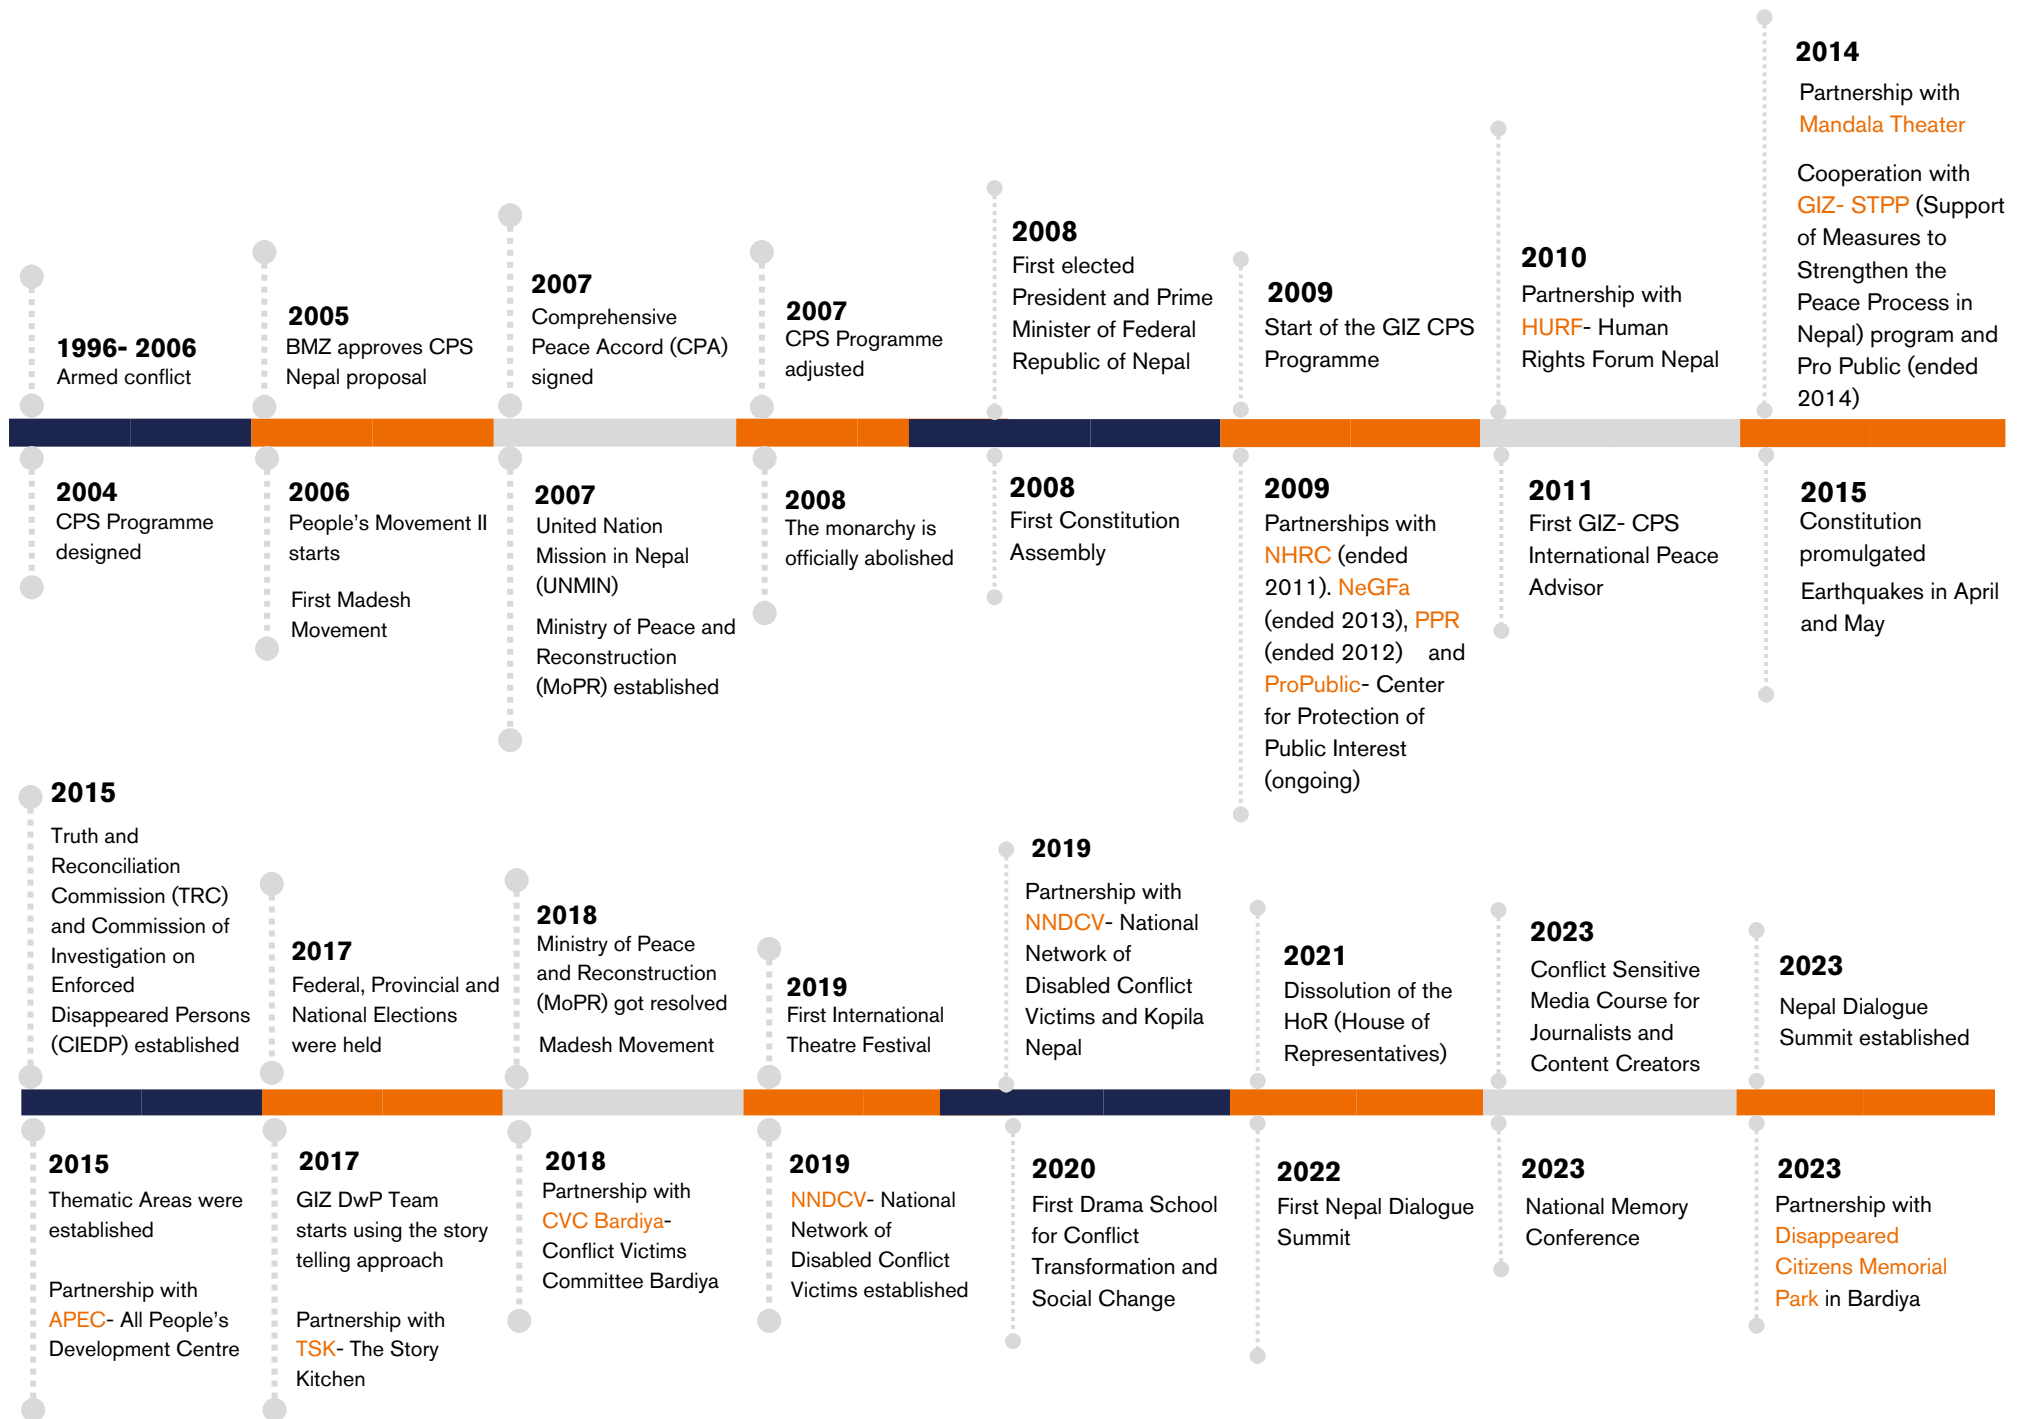 1996- 2006
Armed conflict
2005
BMZ approves CPS
Nepal proposal
2007
Comprehensive
Peace Accord (CPA)
signed
2007
CPS Programme
adjusted
2008
First elected
President and Prime
Minister of Federal
Republic of Nepal
2009
Start of the GIZ CPS
Programme
2010
Partnership with
HURF- Human
Rights Forum Nepal
2014
Partnership with
Mandala Theater
Cooperation with
GIZ- STPP (Support
of Measures to
Strengthen the
Peace Process in
Nepal) program and
Pro Public (ended
2014)
2004
CPS Programme
designed
2006
People's Movement II
starts
First Madesh
Movement
2007
United Nation
Mission in Nepal
(UNMIN)
Ministry of Peace and
Reconstruction
(MoPR) established
2008
The monarchy is
officially abolished
2008
First Constitution
Assembly
2009
Partnerships with
NHRC (ended
2011). NeGFa
(ended 2013), PPR
(ended 2012) and
ProPublic- Center
for Protection of
Public Interest
(ongoing)
2011
First GIZ- CPS
International Peace
Advisor
2015
Constitution
promulgated
Earthquakes in April
and May
2015
Truth and
Reconciliation
Commission (TRC)
and Commission of
Investigation on
Enforced
Disappeared Persons
(CIEDP) established
2017
Federal, Provincial and
National Elections
were held
2018
Ministry of Peace
and Reconstruction
(MoPR) got resolved
Madesh Movement
2019
First International
Theatre Festival
2019
Partnership with
NNDCV- National
Network of
Disabled Conflict
Victims and Kopila
Nepal
2021
Dissolution of the
HoR (House of
Representatives)
2023
Conflict Sensitive
Media Course for
Journalists and
Content Creators
2023
Nepal Dialogue
Summit established
2015
Thematic Areas were
established
Partnership with
APEC- All People's
Development Centre
2017
GIZ DwP Team
starts using the story
telling approach
Partnership with
TSK- The Story
Kitchen
2018
Partnership with
CVC Bardiya-
Conflict Victims
Committee Bardiya
2019
NNDCV- National
Network of
Disabled Conflict
Victims established
2020
First Drama School
for Conflict
Transformation and
Social Change
2022
First Nepal Dialogue
Summit
2023
National Memory
Conference
2023
Partnership with
Disappeared
Citizens Memorial
Park in Bardiya